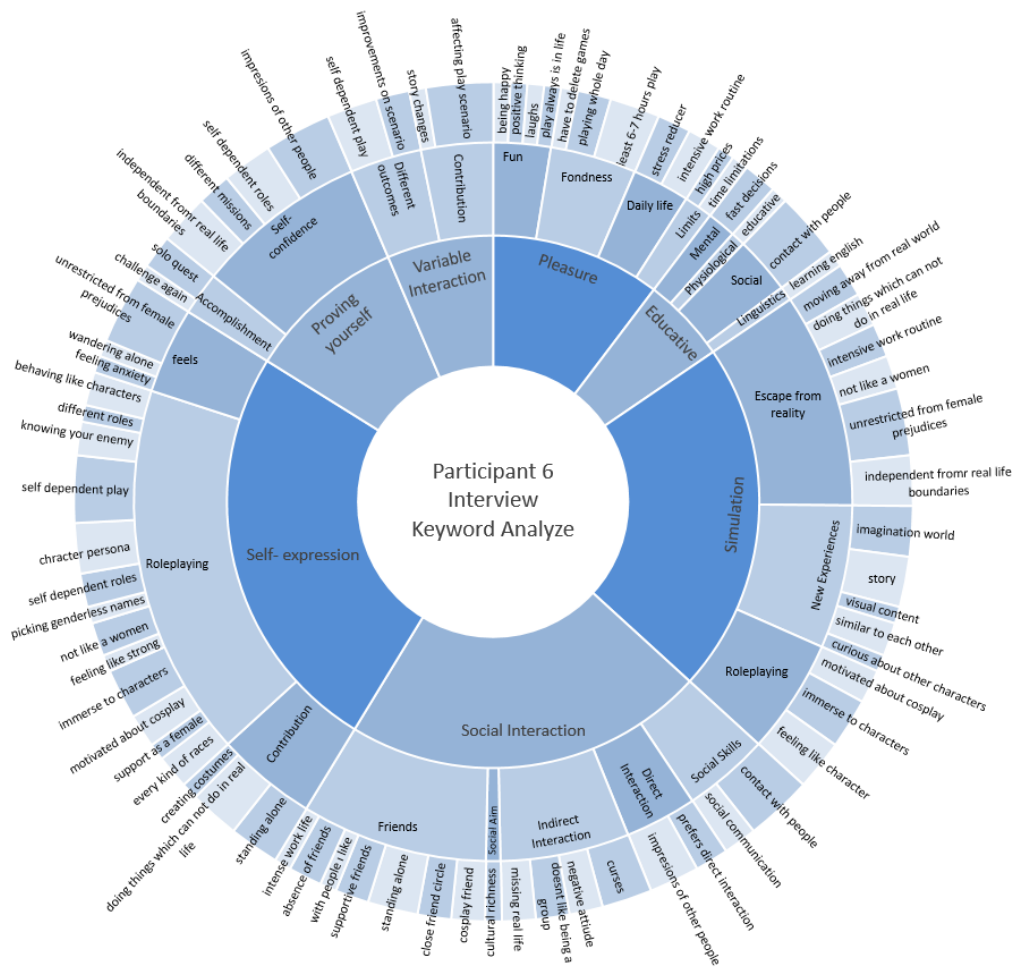 Participant 6
Interview
Keyword Analyze
Pleasure
Fun
being happy
positive thinking
laughs
Fondness
play always is in life
have to delete games
playing whole day
least 6-7 hours play
Daily life
stress reducer
intensive work routine
Educative
Limits
high prices
time limitations
Mental
fast decisions
Physiological
educative
Social
contact with people
Linguistics
learning english
Simulation
Escape from
reality
moving away from real world
doing things which can not
do in real life
intensive work routine
not like a women
unrestricted from female
prejudices
independent fromr real life
boundaries
New Experiences
imagination world
story
visual content
similar to each other
curious about other characters
Roleplaying
motivated about cosplay
immerse to characters
feeling like character
Social Interaction
Social Skills
contact with people
social communication
Direct
Interaction
prefers direct interaction
impresions of other people
Indirect
Interaction
curses
negative attiude
doesnt like being a
group
missing real life
Social Aim
cultural richness
Friends
cosplay friend
close friend circle
standing alone
supportive friends
with people ı like
absence of friends
intense work life
Self- expression
Contribution
standing alone
doing things which can not do in real
life
creating costumes
Roleplaying
every kind of races
support as a female
motivated about cosplay
immerse to characters
feeling like strong
not like a women
picking genderless names
self dependent roles
chracter persona
self dependent play
knowing your enemy
different roles
behaving like characters
feels
feeling anxiety
wandering alone
unrestricted from female
prejudices
Proving
yourself
Accomplishment
challenge again
solo quest
Self-
confidence
independent fromr real life
boundaries
different missions
self dependent roles
impresions of other people
Variable
Interaction
Different
outcomes
self dependent play
improvements on scenario
Contribution
story changes
affecting play scenario